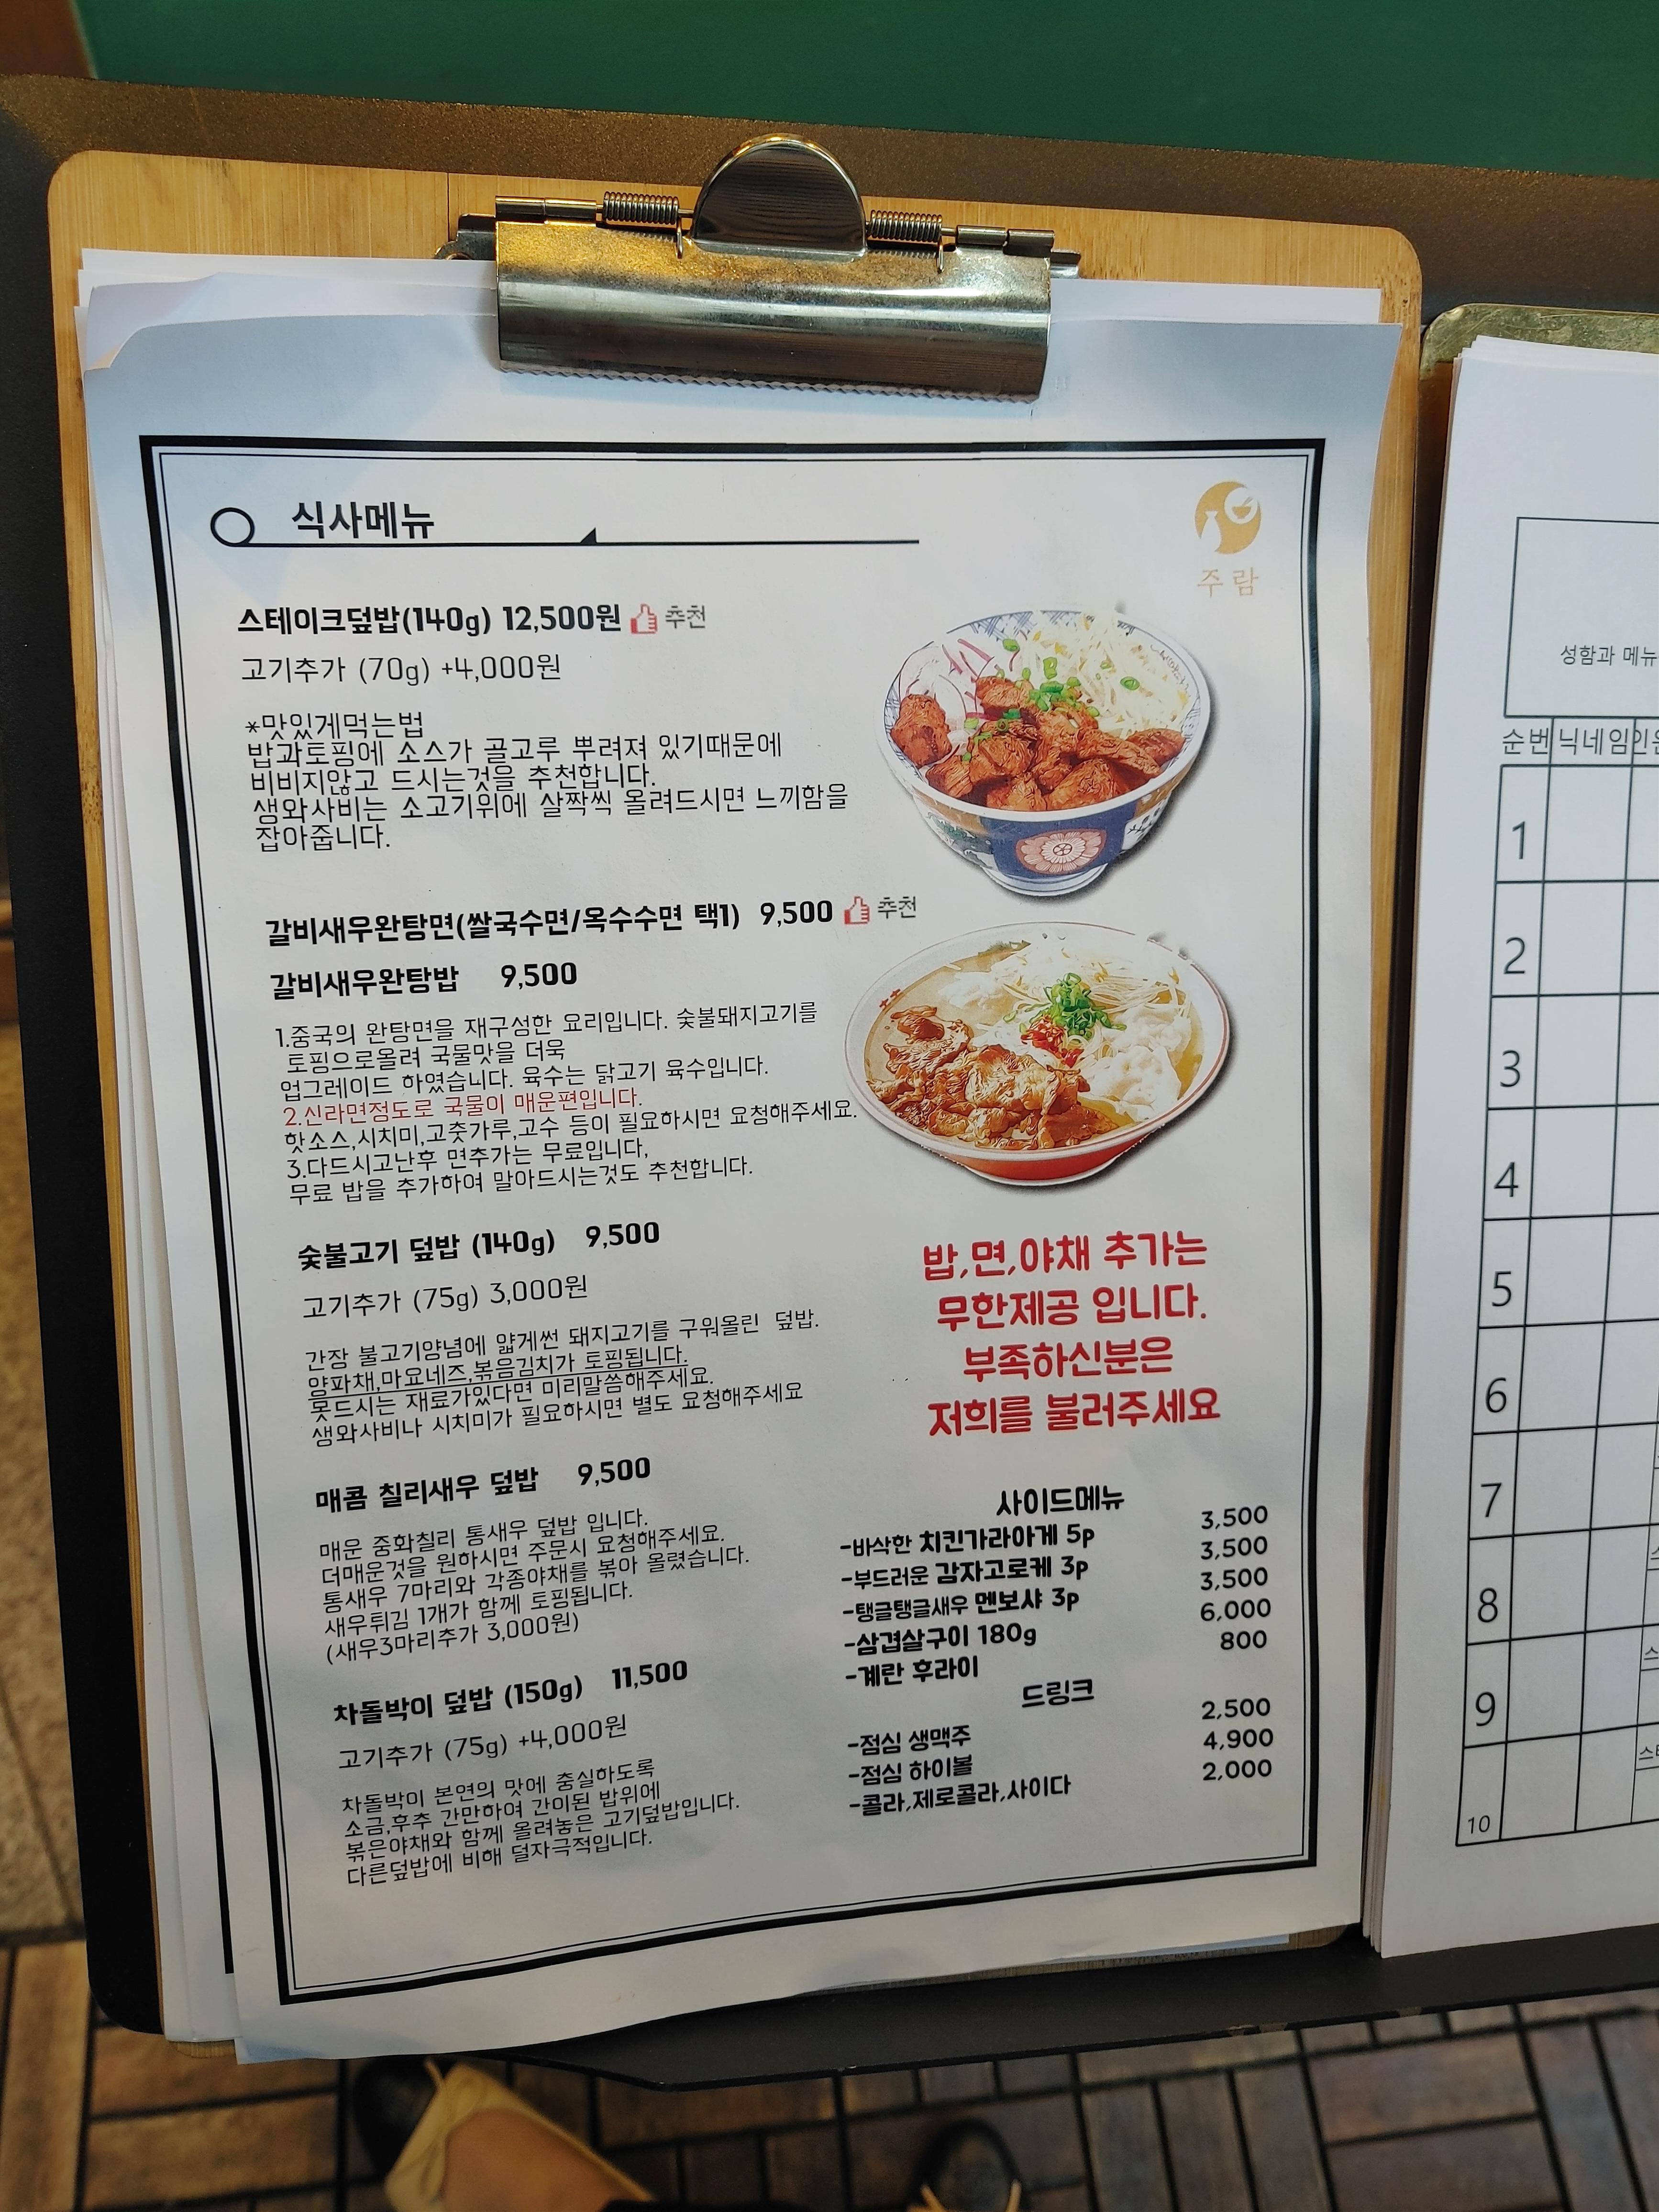 식사메뉴
주람
스테이크덮밥(140g) 12,500원 추천
고기추가 (70g) +4,000원
*맛있게먹는법
밥과토핑에 소스가 골고루 뿌려져 있기때문에
비비지않고 드시는것을 추천합니다.
생와사비는 소고기위에 살짝씩 올려드시면 느끼함을
잡아줍니다.
갈비새우완탕면(쌀국수면/옥수수면 택1) 9,500 추천
갈비새우완탕밥 9,500
1.중국의 완탕면을 재구성한 요리입니다. 숯불돼지고기를
토핑으로올려 국물맛을 더욱
업그레이드 하였습니다. 육수는 닭고기 육수입니다.
2.신라면정도로 국물이 매운편입니다.
핫소스,시치미,고춧가루,고수 등이 필요하시면 요청해주세요.
3.다드시고난후 면추가는 무료입니다,
무료 밥을 추가하여 말아드시는것도 추천합니다.
숯불고기 덮밥 (140g) 9,500
고기추가 (75g) 3,000원
간장 불고기양념에 얇게썬 돼지고기를 구워올린 덮밥.
양파채,마요네즈,볶음김치가 토핑됩니다.
못드시는 재료가있다면 미리말씀해주세요.
생와사비나 시치미가 필요하시면 별도 요청해주세요
매콤 칠리새우 덮밥 9,500
매운 중화칠리 통새우 덮밥 입니다.
더매운것을 원하시면 주문시 요청해주세요.
통새우 7마리와 각종야채를 볶아 올렸습니다.
새우튀김 1개가 함께 토핑됩니다.
(새우3마리추가 3,000원)
차돌박이 덮밥 (150g) 11,500
고기추가 (75g) +4,000원
차돌박이 본연의 맛에 충실하도록
소금,후추 간만하여 간이된 밥위에
볶은야채와 함께 올려놓은 고기덮밥입니다.
다른덮밥에 비해 덜자극적입니다.
밥,면,야채 추가는
무한제공 입니다.
부족하신분은
저희를 불러주세요
사이드메뉴
-바삭한 치킨가라아게 5p 3,500
-부드러운 감자고로케 3p 3,500
-탱글탱글새우 멘보샤 3p 3,500
-삼겹살구이 180g 6,000
-계란 후라이 800
드링크
-점심 생맥주 2,500
-점심 하이볼 4,900
-콜라,제로콜라,사이다 2,000
성함과 메뉴
순번 닉네임
1
2
3
4
5
6
7
8
9
10